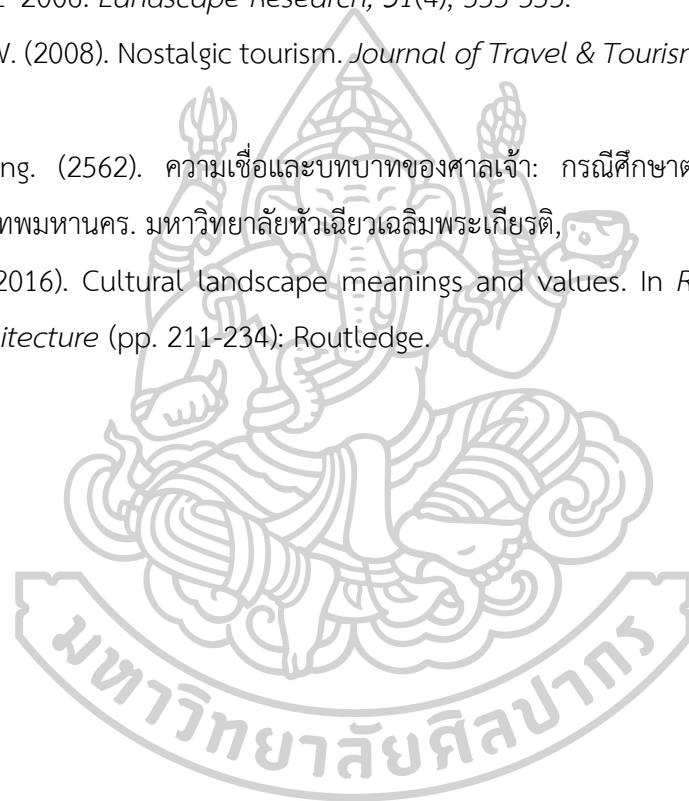 2006. Landscape Research, 31(4), 333-353.
W. (2008). Nostalgic tourism. Journal of Travel & Tourism
ng. (2562). ความเชื่อและบทบาทของศาลเจ้า: กรณีศึกษาต
ทพมหานคร. มหาวิทยาลัยหัวเฉียวเฉลิมพระเกียรติ,
2016). Cultural landscape meanings and values. In R
itecture (pp. 211-234): Routledge.
มหาวิทยาลัยศิลปากร